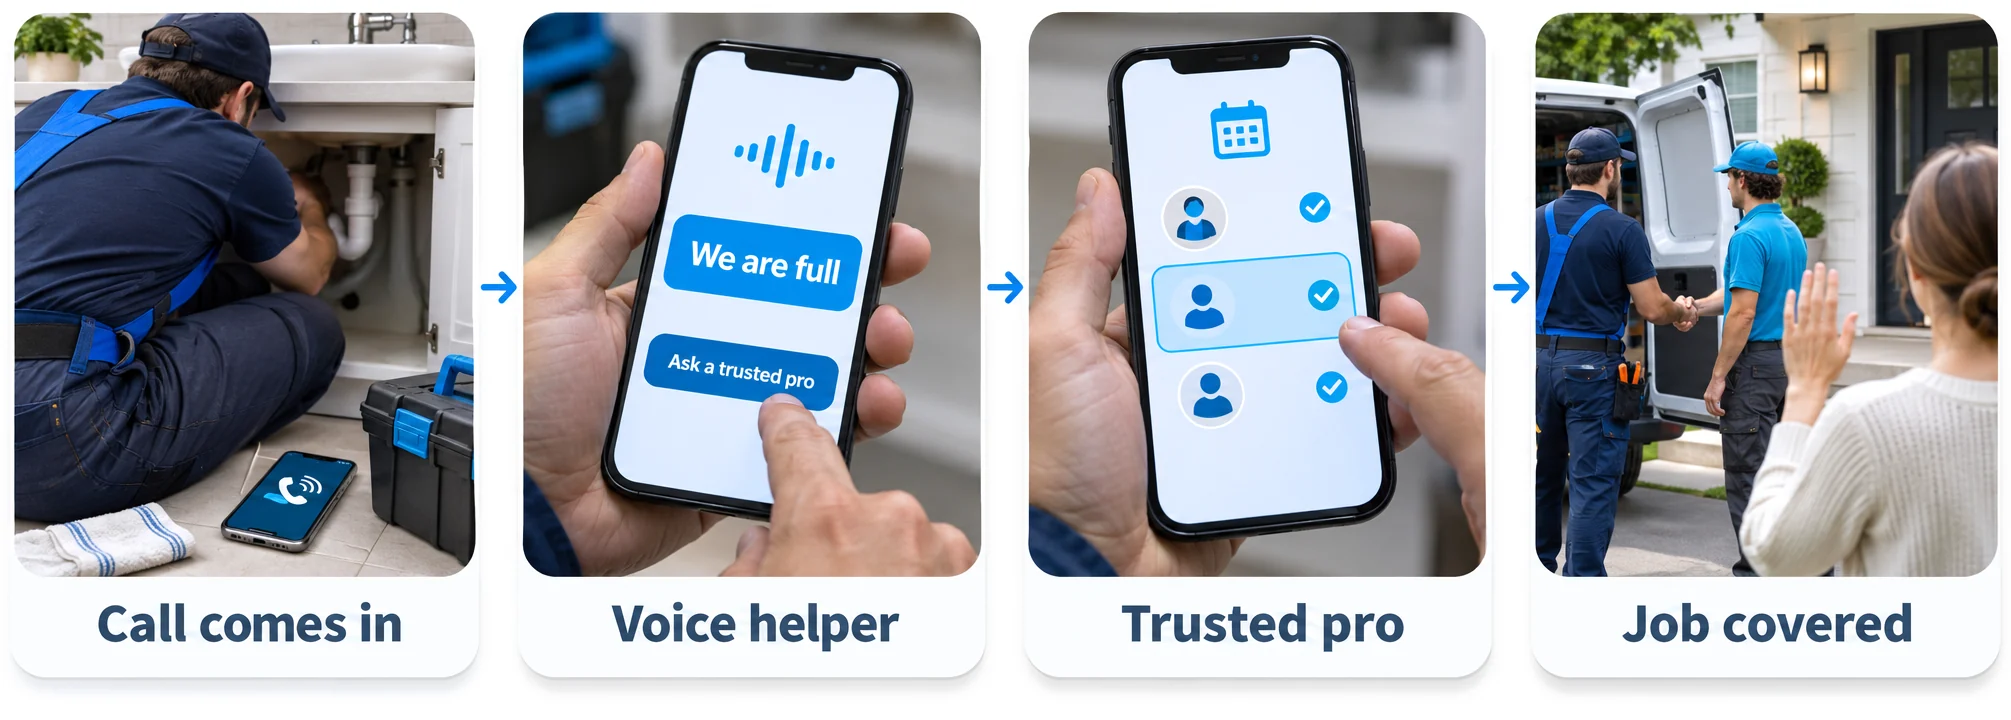 We are full
Ask a trusted pro
Call comes in
Voice helper
Trusted pro
Job covered